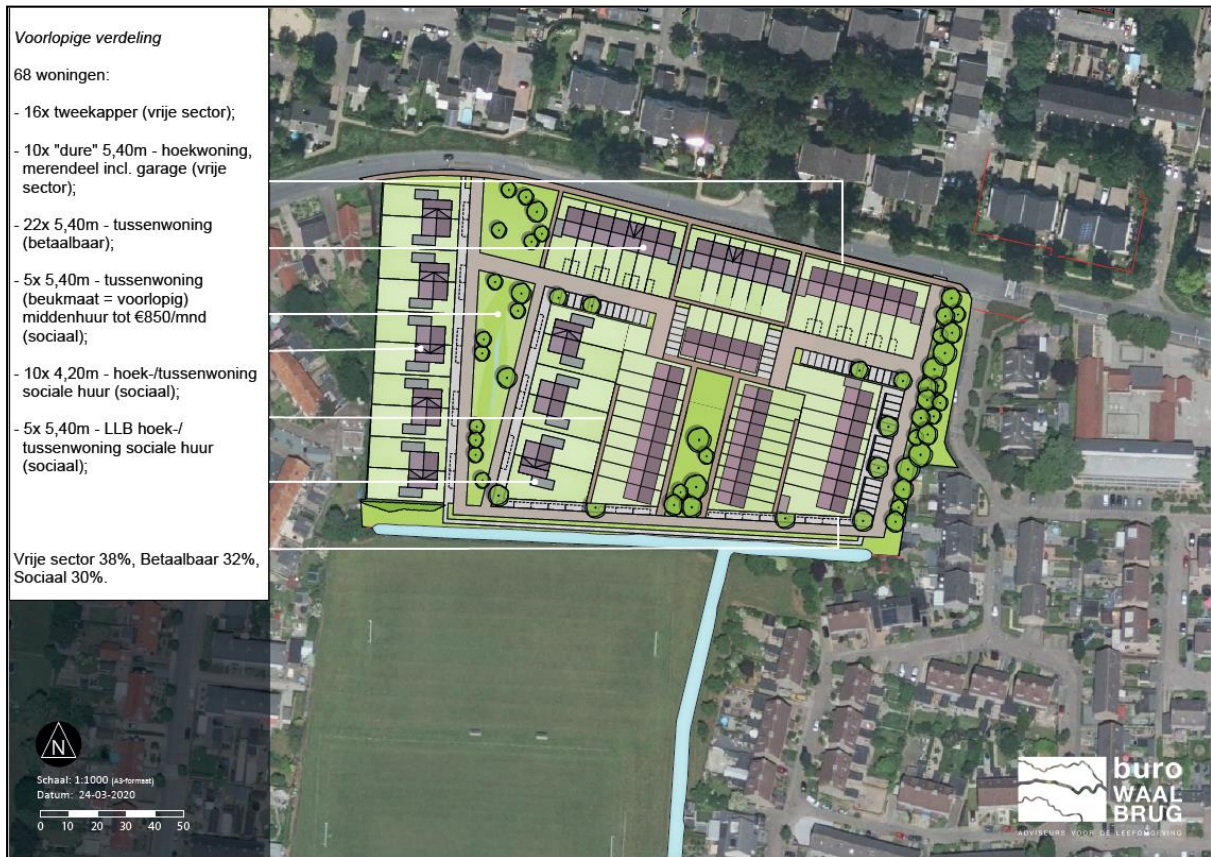 Voorlopige verdeling
68 woningen:
- 16x tweekapper (vrije sector);
- 10x "dure" 5,40m - hoekwoning,
merendeel incl. garage (vrije
sector);
- 22x 5,40m - tussenwoning
(betaalbaar);
- 5x 5,40m - tussenwoning
(beukmaat = voorlopig)
middenhuur tot €850/mnd
(sociaal);
- 10x 4,20m - hoek-/tussenwoning
sociale huur (sociaal);
- 5x 5,40m - LLB hoek-/
tussenwoning sociale huur
(sociaal);
Vrije sector 38%, Betaalbaar 32%,
Sociaal 30%.
N
Schaal: 1:1000 (A3-formaat)
Datum: 24-03-2020
0 10 20 30 40 50
buro
WAAL
BRUG
ADVISEURS VOOR DE LEEFOMGEVING